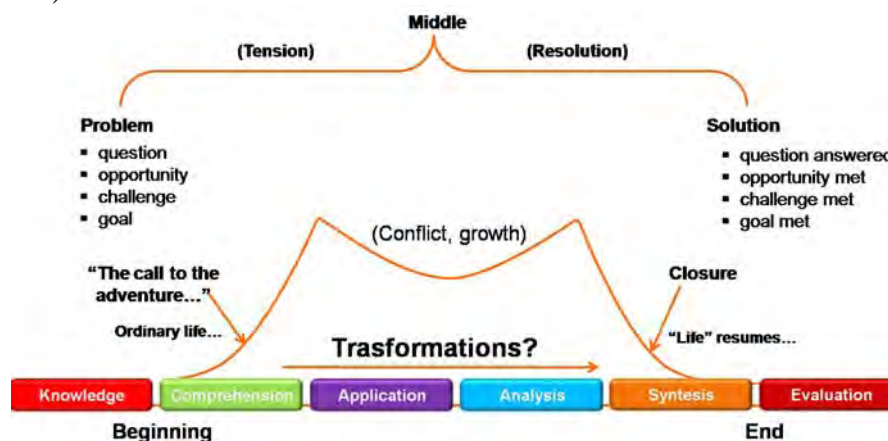 Middle
(Tension)
(Resolution)
Problem
▪ question
▪ opportunity
▪ challenge
▪ goal
Solution
▪ question answered
▪ opportunity met
▪ challenge met
▪ goal met
(Conflict, growth)
“The call to the
adventure…”
Ordinary life…
Closure
“Life” resumes…
Trasformations?
Knowledge
Comprehension
Application
Analysis
Syntesis
Evaluation
Beginning
End